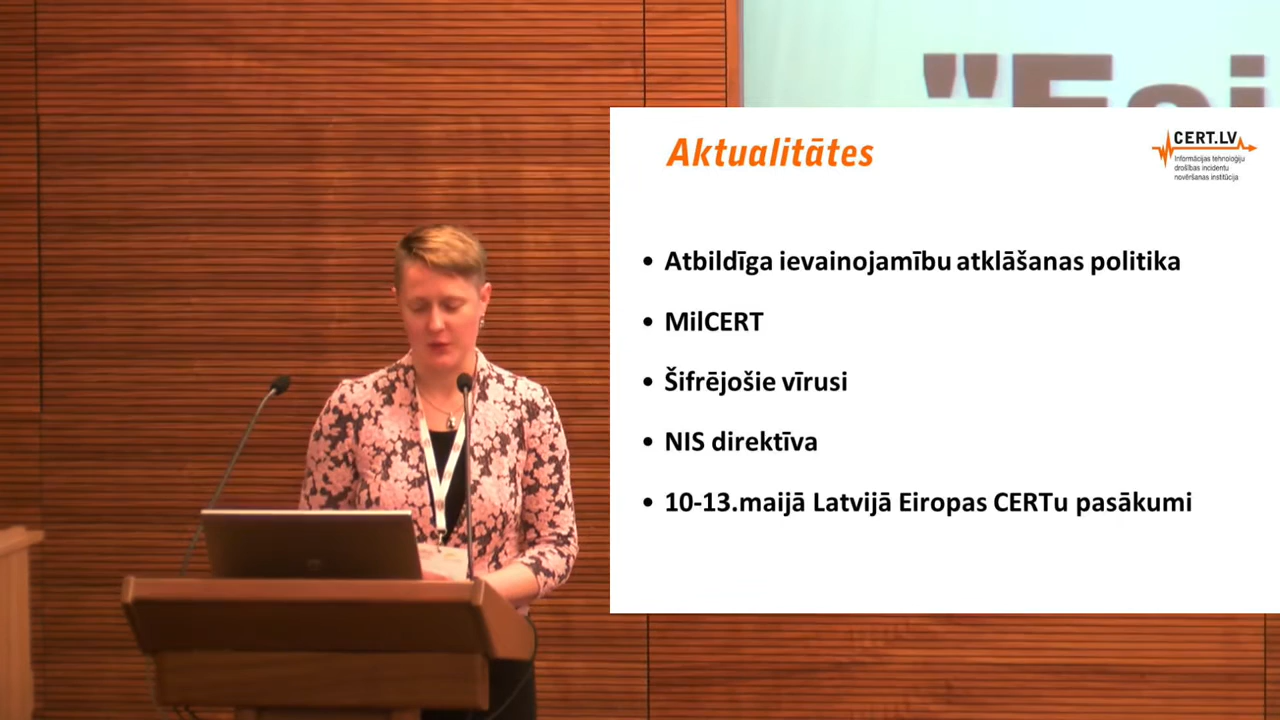 Aktualitātes
CERT.LV
Informācijas tehnoloģiju
drošības incidentu
novēršanas institūcija
• Atbildīga ievainojamību atklāšanas politika
• MilCERT
• Šifrējošie vīrusi
• NIS direktīva
• 10-13.maijā Latvijā Eiropas CERTu pasākumi